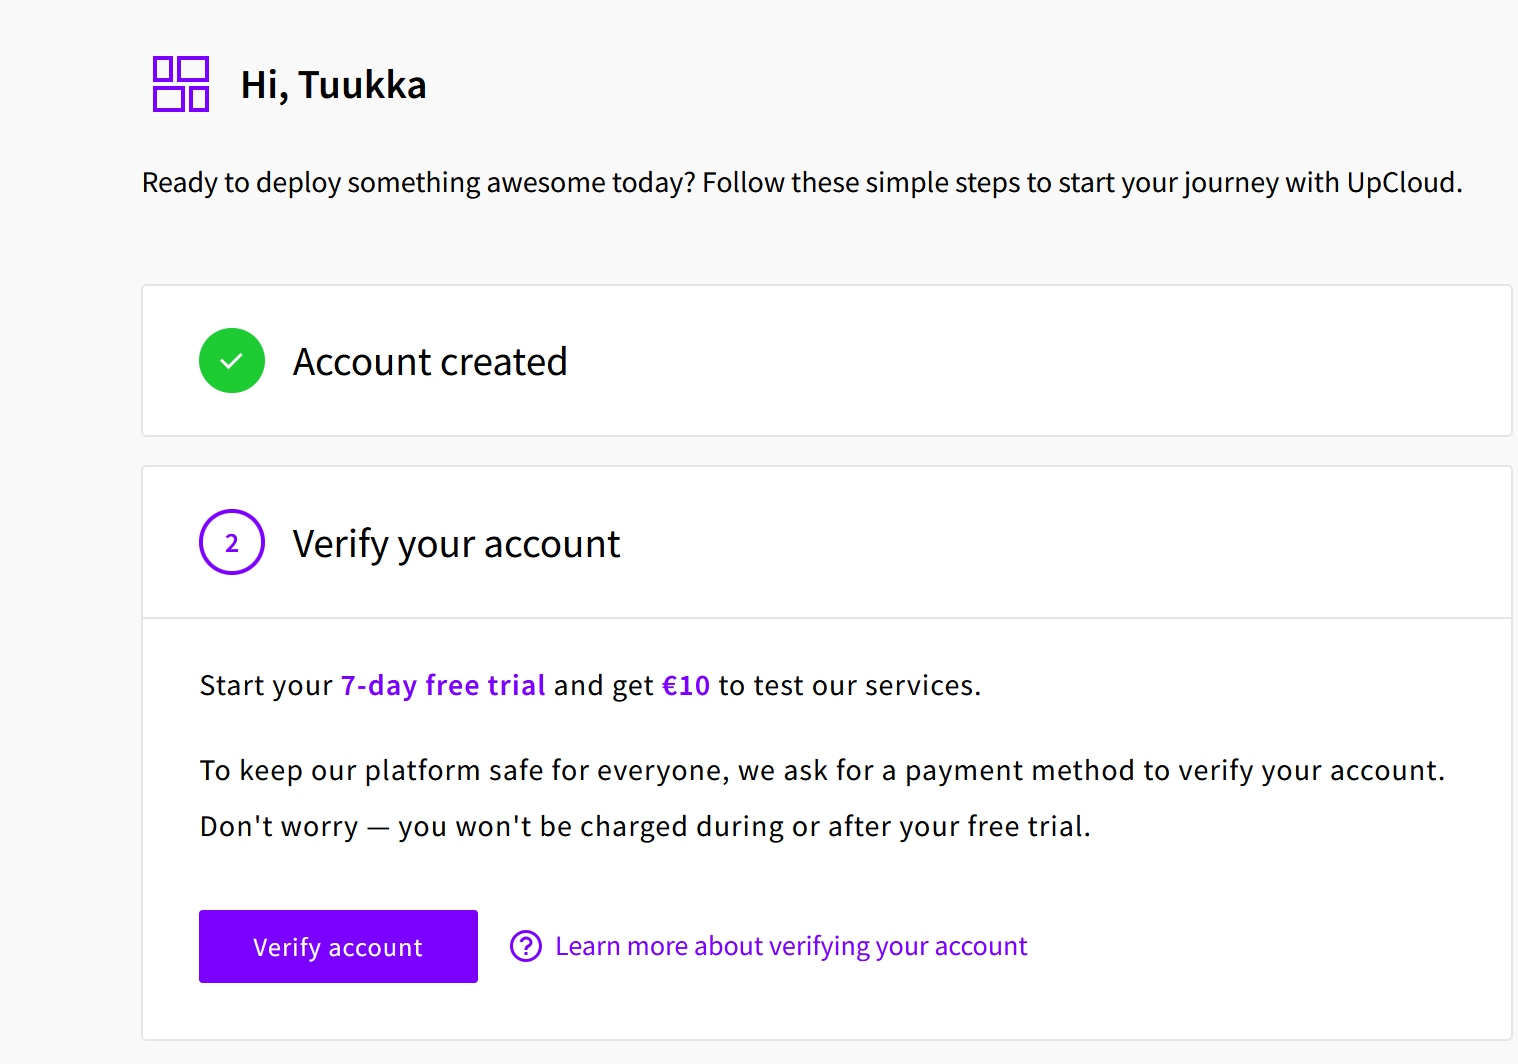 Hi, Tuukka
Ready to deploy something awesome today? Follow these simple steps to start your journey with UpCloud.
Account created
2
Verify your account
Start your 7-day free trial and get €10 to test our services.
To keep our platform safe for everyone, we ask for a payment method to verify your account.
Don't worry — you won't be charged during or after your free trial.
Verify account
? Learn more about verifying your account